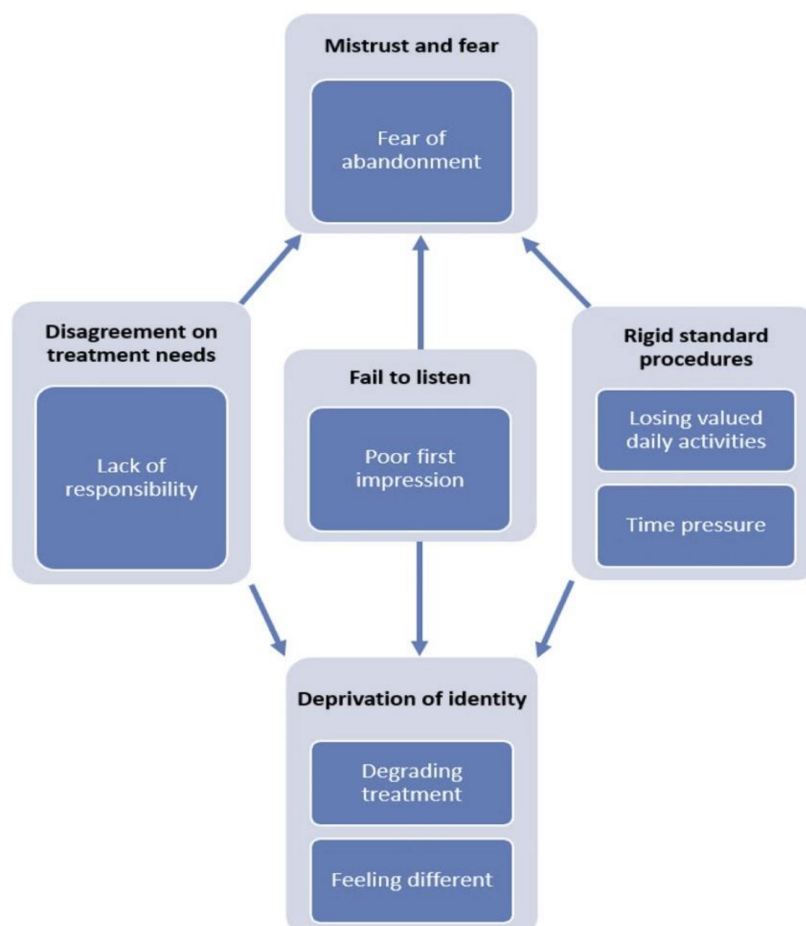 Mistrust and fear
Fear of
abandonment
Disagreement on
treatment needs
Lack of
responsibility
Fail to listen
Poor first
impression
Rigid standard
procedures
Losing valued
daily activities
Time pressure
Deprivation of identity
Degrading
treatment
Feeling different